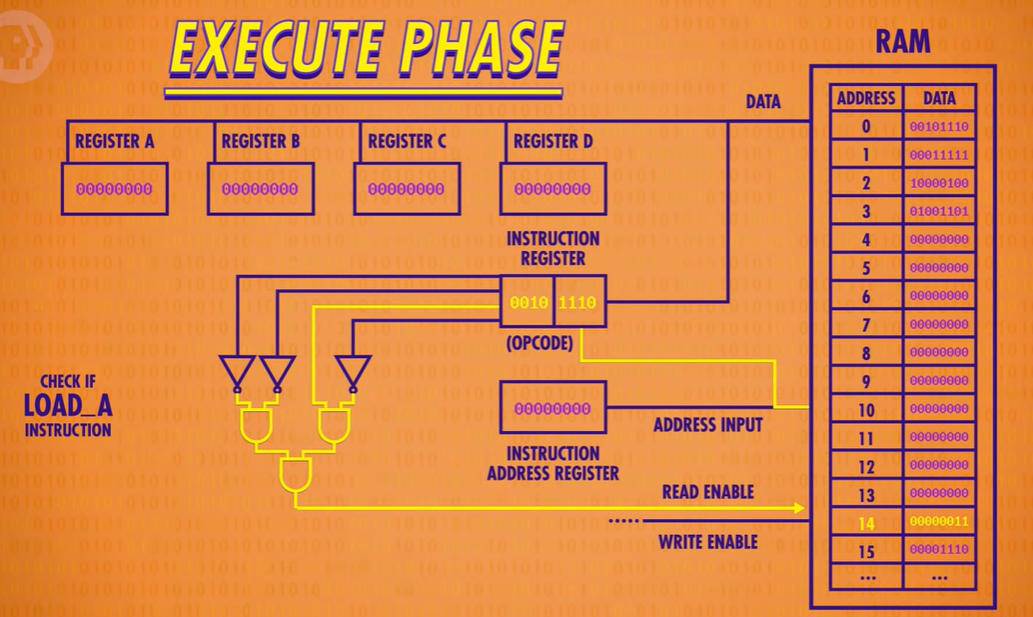 EXECUTE PHASE
RAM
DATA
ADDRESS DATA
REGISTER A REGISTER B REGISTER C REGISTER D
00000000 00000000 00000000 00000000
0 00101110
1 00011111
2 10000100
3 01001101
4 00000000
5 00000000
6 00000000
7 00000000
8 00000000
9 00000000
10 00000000
11 00000000
12 00000000
13 00000000
14 00000011
15 00001110
... ...
INSTRUCTION
REGISTER
0010 1110
(OPCODE)
CHECK IF
LOAD_A
INSTRUCTION
00000000
ADDRESS INPUT
INSTRUCTION
ADDRESS REGISTER
READ ENABLE
WRITE ENABLE